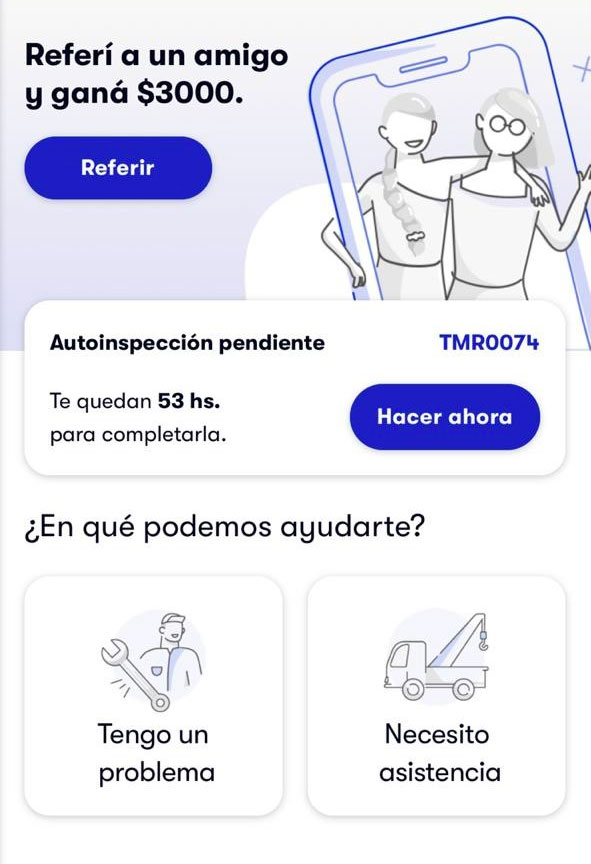 Referí a un amigo
y ganá $3000.
Referir
Autoinspección pendiente
TMR0074
Te quedan 53 hs.
para completarla.
Hacer ahora
¿En qué podemos ayudarte?
Tengo un
problema
Necesito
asistencia